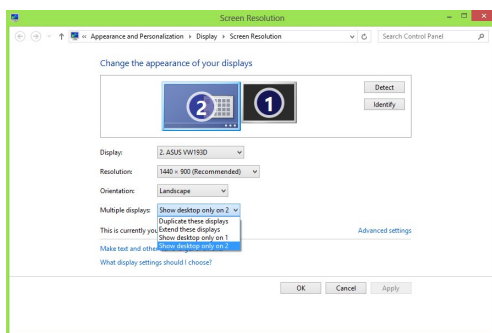 Screen Resolution
« Appearance and Personalization ▸ Display ▸ Screen Resolution
Search Control Panel
Change the appearance of your displays
2
1
Detect
Identify
Display: 2. ASUS VW193D
Resolution: 1440 × 900 (Recommended)
Orientation: Landscape
Multiple displays: Show desktop only on 2
Duplicate these displays
This is currently you
Extend these displays
Advanced settings
Show desktop only on 1
Make text and othe
Show desktop only on 2
What display settings should I choose?
OK Cancel Apply